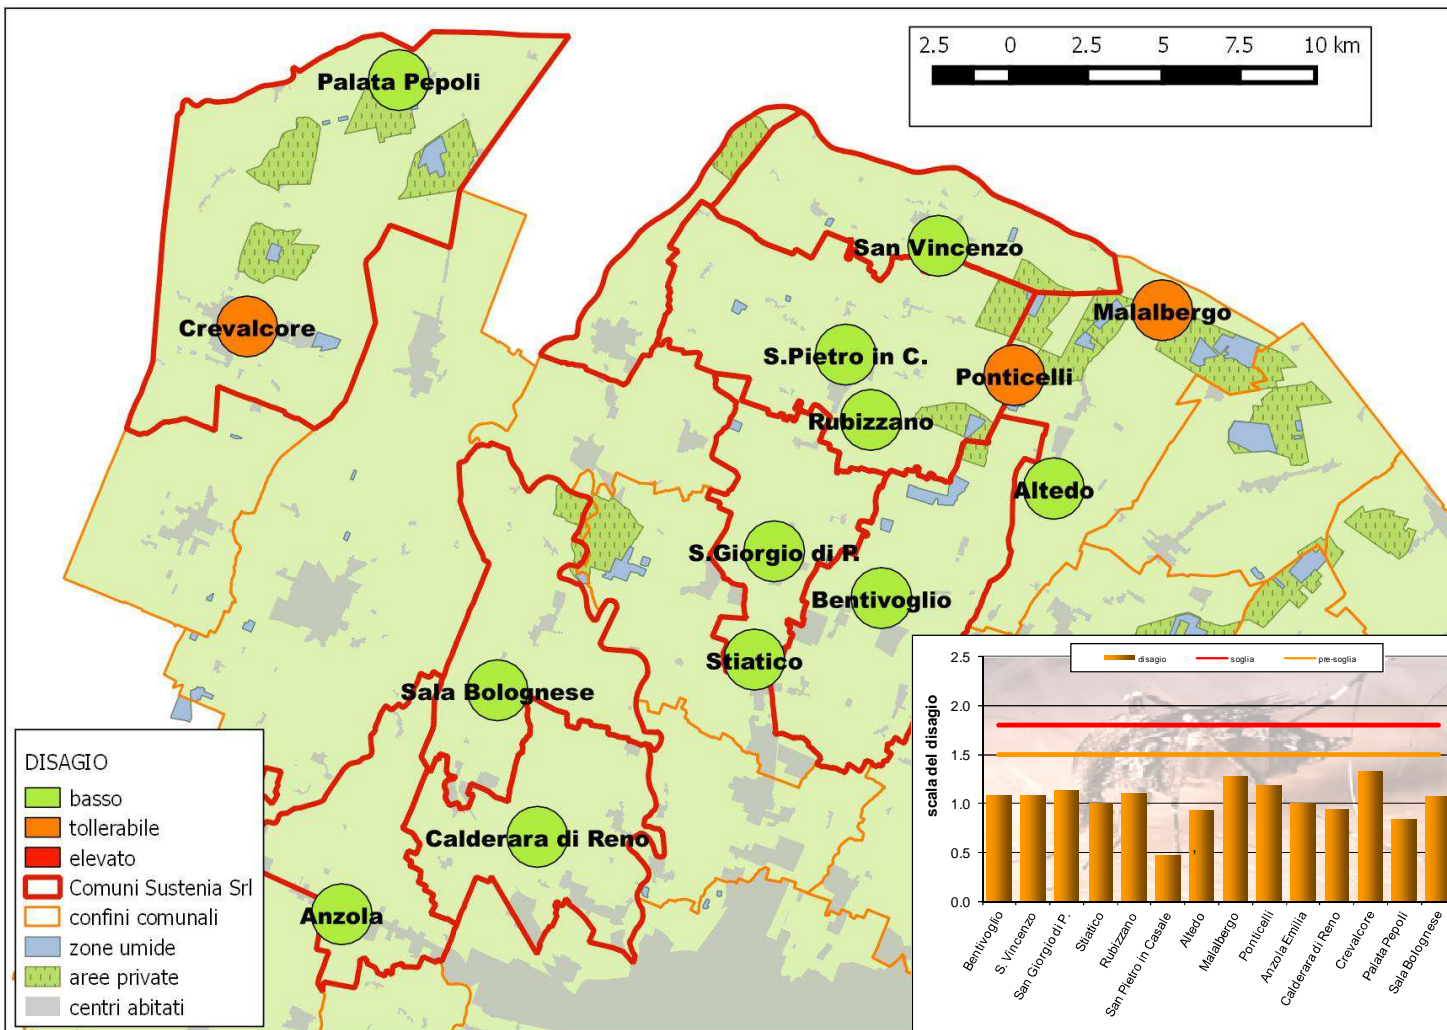 2.5 0 2.5 5 7.5 10 km
Palata Pepoli
San Vincenzo
Malalbergo
Crevalcore
S.Pietro in C.
Ponticelli
Rubizzano
Altedo
S.Giorgio di P.
Bentivoglio
Stiatico
Sala Bolognese
Calderara di Reno
Anzola
DISAGIO
basso
tollerabile
elevato
Comuni Sustenia Srl
confini comunali
zone umide
aree private
centri abitati
disagio soglia pre-soglia
scala del disagio
2.5
2.0
1.5
1.0
0.5
0.0
Bentivoglio
S. Vincenzo
San Giorgio di P.
Stiatico
Rubizzano
San Pietro in Casale
Altedo
Malalbergo
Ponticelli
Anzola Emilia
Calderara di Reno
Crevalcore
Palata Pepoli
Sala Bolognese